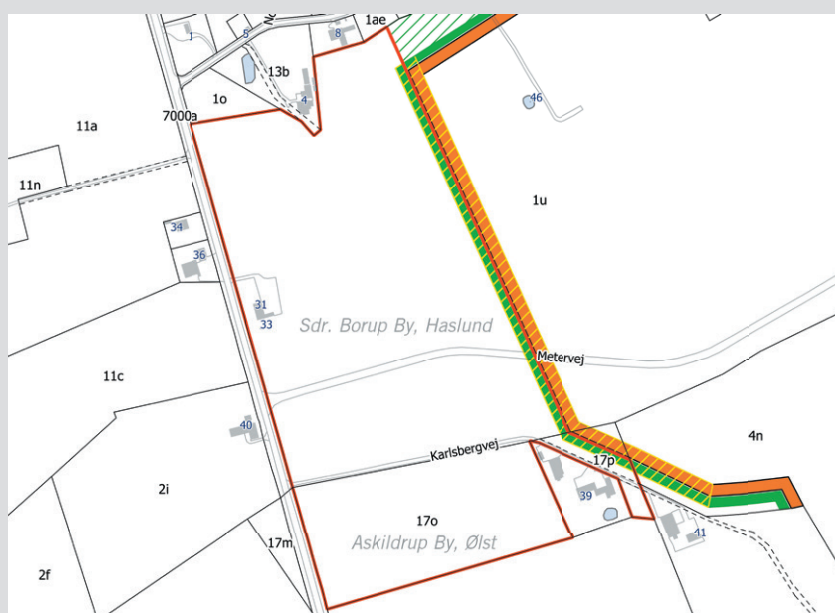 1ae
5
8
13b
4
1o
7000a
46
11a
11n
1u
34
36
31
33
Sdr. Borup By, Haslund
Metervej
11c
40
4n
Karlsbergvej
17p
2i
39
17o
17m
Askildrup By, Ølst
41
2f